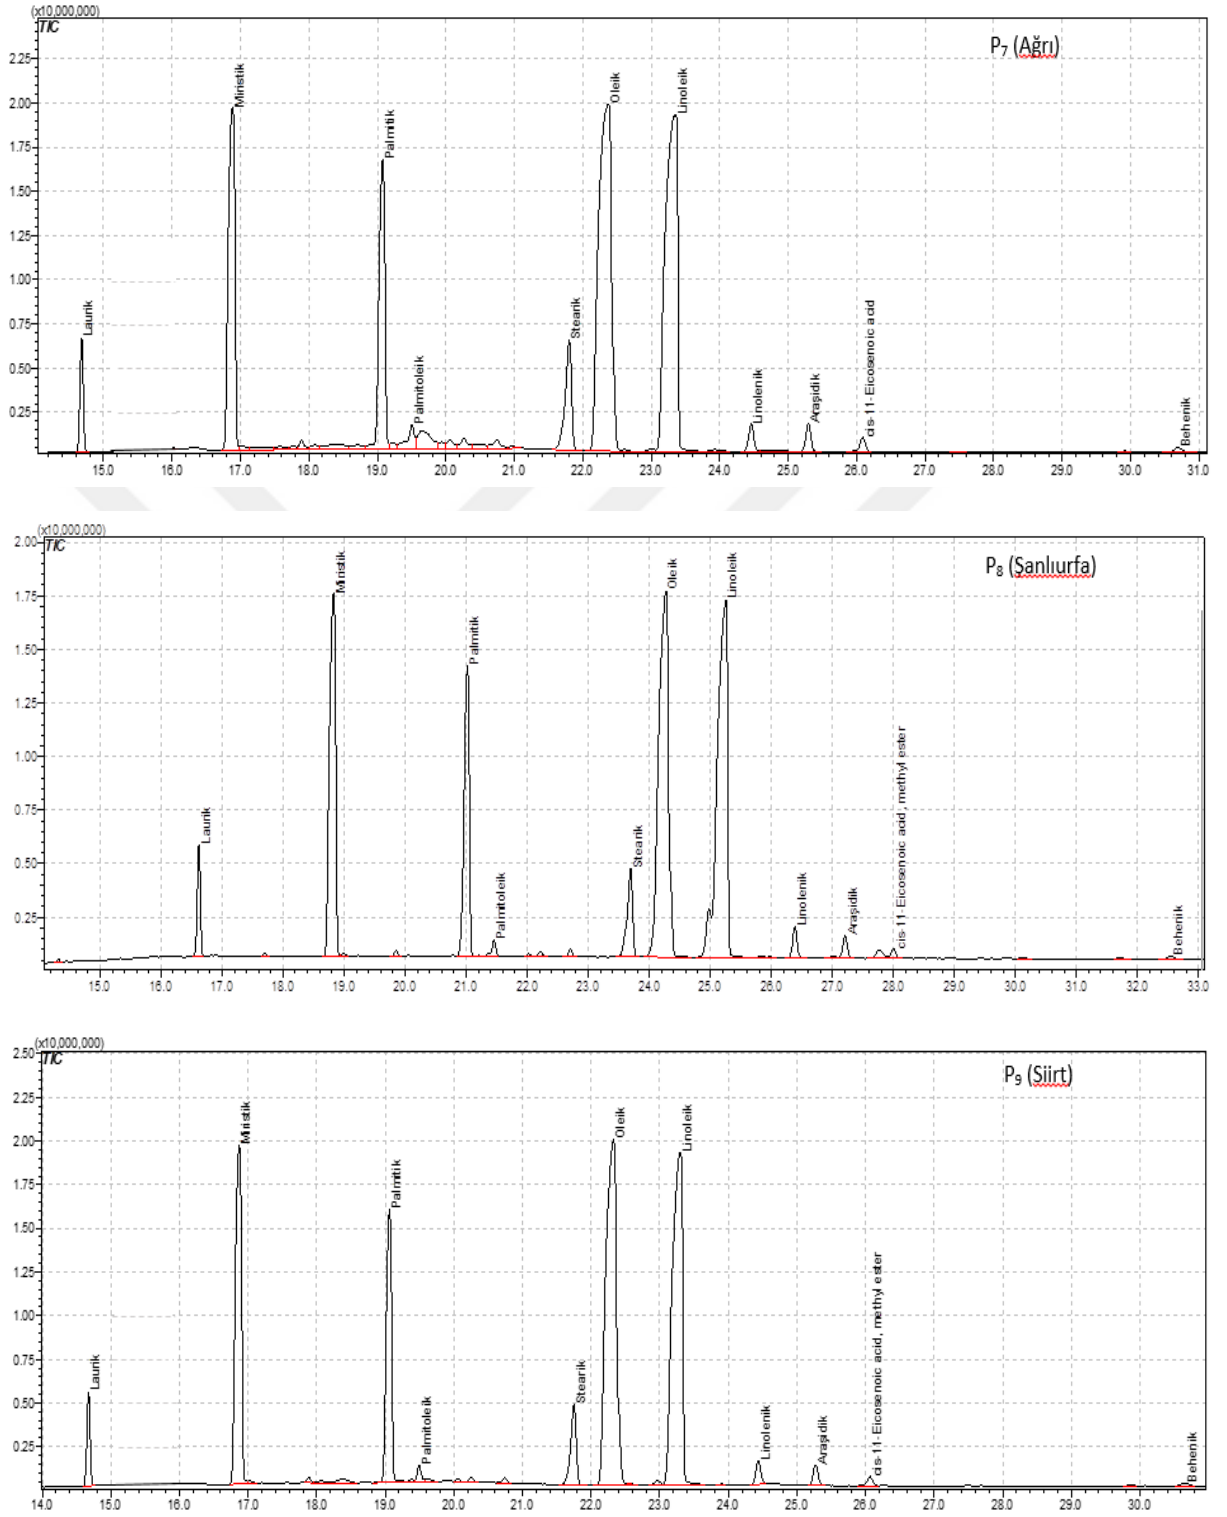 (x10,000,000)
TIC
P7 (Ağrı)
2.25
2.00
1.75
1.50
1.25
1.00
0.75
0.50
0.25
Laurik
Miristik
Palmitik
Palmitoleik
Stearik
Oleik
Linoleik
Linolenik
Araşidik
cis-11-Eicosenoic acid
Behenik
15.0 16.0 17.0 18.0 19.0 20.0 21.0 22.0 23.0 24.0 25.0 26.0 27.0 28.0 29.0 30.0 31.0
(x10,000,000)
TIC
P8 (Şanlıurfa)
2.00
1.75
1.50
1.25
1.00
0.75
0.50
0.25
Laurik
Miristik
Palmitik
Palmitoleik
Stearik
Oleik
Linoleik
Linolenik
Araşidik
cis-11-Eicosenoic acid, methyl ester
Behenik
15.0 16.0 17.0 18.0 19.0 20.0 21.0 22.0 23.0 24.0 25.0 26.0 27.0 28.0 29.0 30.0 31.0 32.0 33.0
(x10,000,000)
TIC
P9 (Siirt)
2.50
2.25
2.00
1.75
1.50
1.25
1.00
0.75
0.50
0.25
Laurik
Miristik
Palmitik
Palmitoleik
Stearik
Oleik
Linoleik
Linolenik
Araşidik
cis-11-Eicosenoic acid, methyl ester
Behenik
14.0 15.0 16.0 17.0 18.0 19.0 20.0 21.0 22.0 23.0 24.0 25.0 26.0 27.0 28.0 29.0 30.0